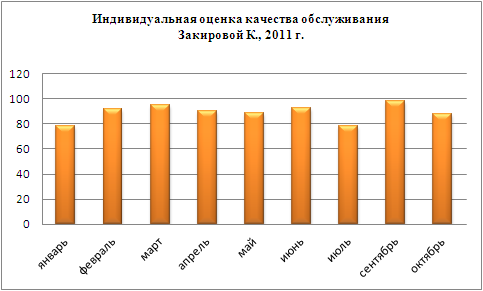 Индивидуальная оценка качества обслуживания
Закировой К., 2011 г.
120
100
80
60
40
20
0
январь
февраль
март
апрель
май
июнь
июль
сентябрь
октябрь